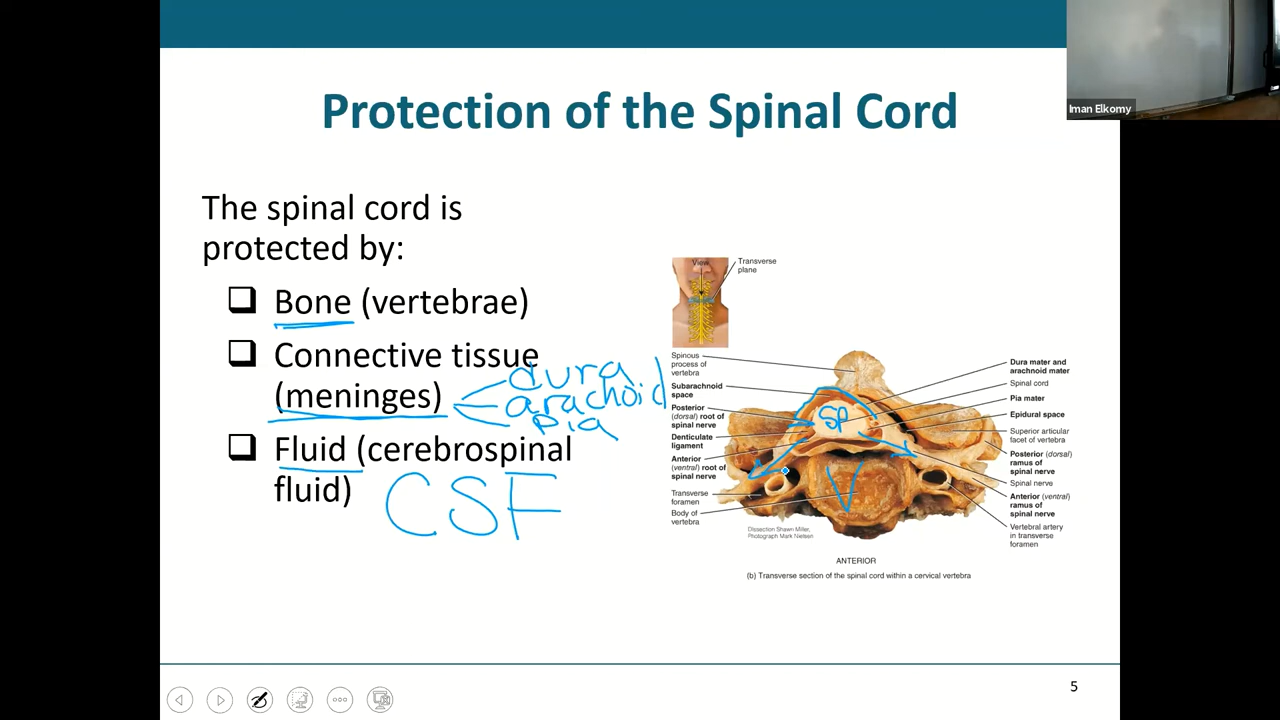 Iman Elkomy
Protection of the Spinal Cord
The spinal cord is
protected by:
Bone (vertebrae)
Connective tissue
(meninges)
dura
arachoid
pia
Fluid (cerebrospinal
fluid)
CSF
View
Transverse
plane
Spinous
process of
vertebra
Subarachnoid
space
Posterior
(dorsal) root of
spinal nerve
Denticulate
ligament
Anterior
(ventral) root of
spinal nerve
Transverse
foramen
Body of
vertebra
SP
V
Dura mater and
arachnoid mater
Spinal cord
Pia mater
Epidural space
Superior articular
facet of vertebra
Posterior (dorsal)
ramus of
spinal nerve
Spinal nerve
Anterior (ventral)
ramus of
spinal nerve
Vertebral artery
in transverse
foramen
Dissection Shawn Miller,
Photograph Mark Nielsen
ANTERIOR
(b) Transverse section of the spinal cord within a cervical vertebra
5